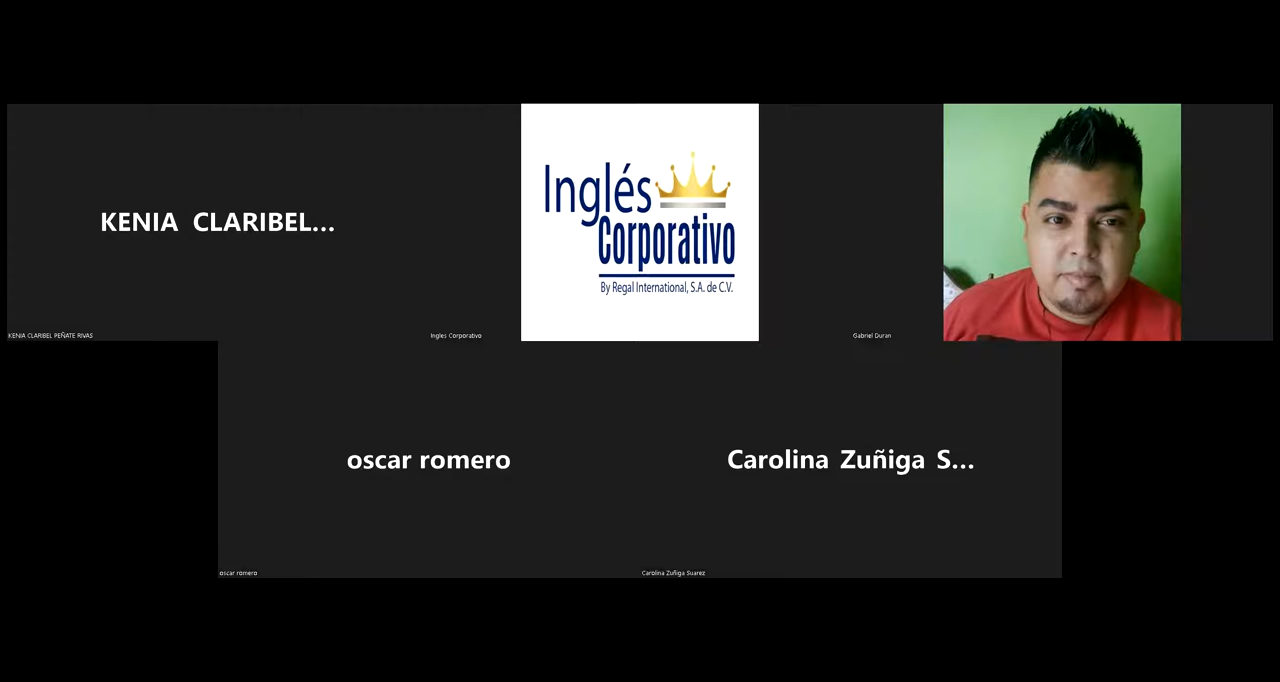 KENIA CLARIBEL...
KENIA CLARIBEL PEÑATE RIVAS
Inglés
Corporativo
By Regal International, S.A. de C.V.
Ingles Corporativo
Gabriel Duran
oscar romero
oscar romero
Carolina Zuñiga S...
Carolina Zuñiga Suarez